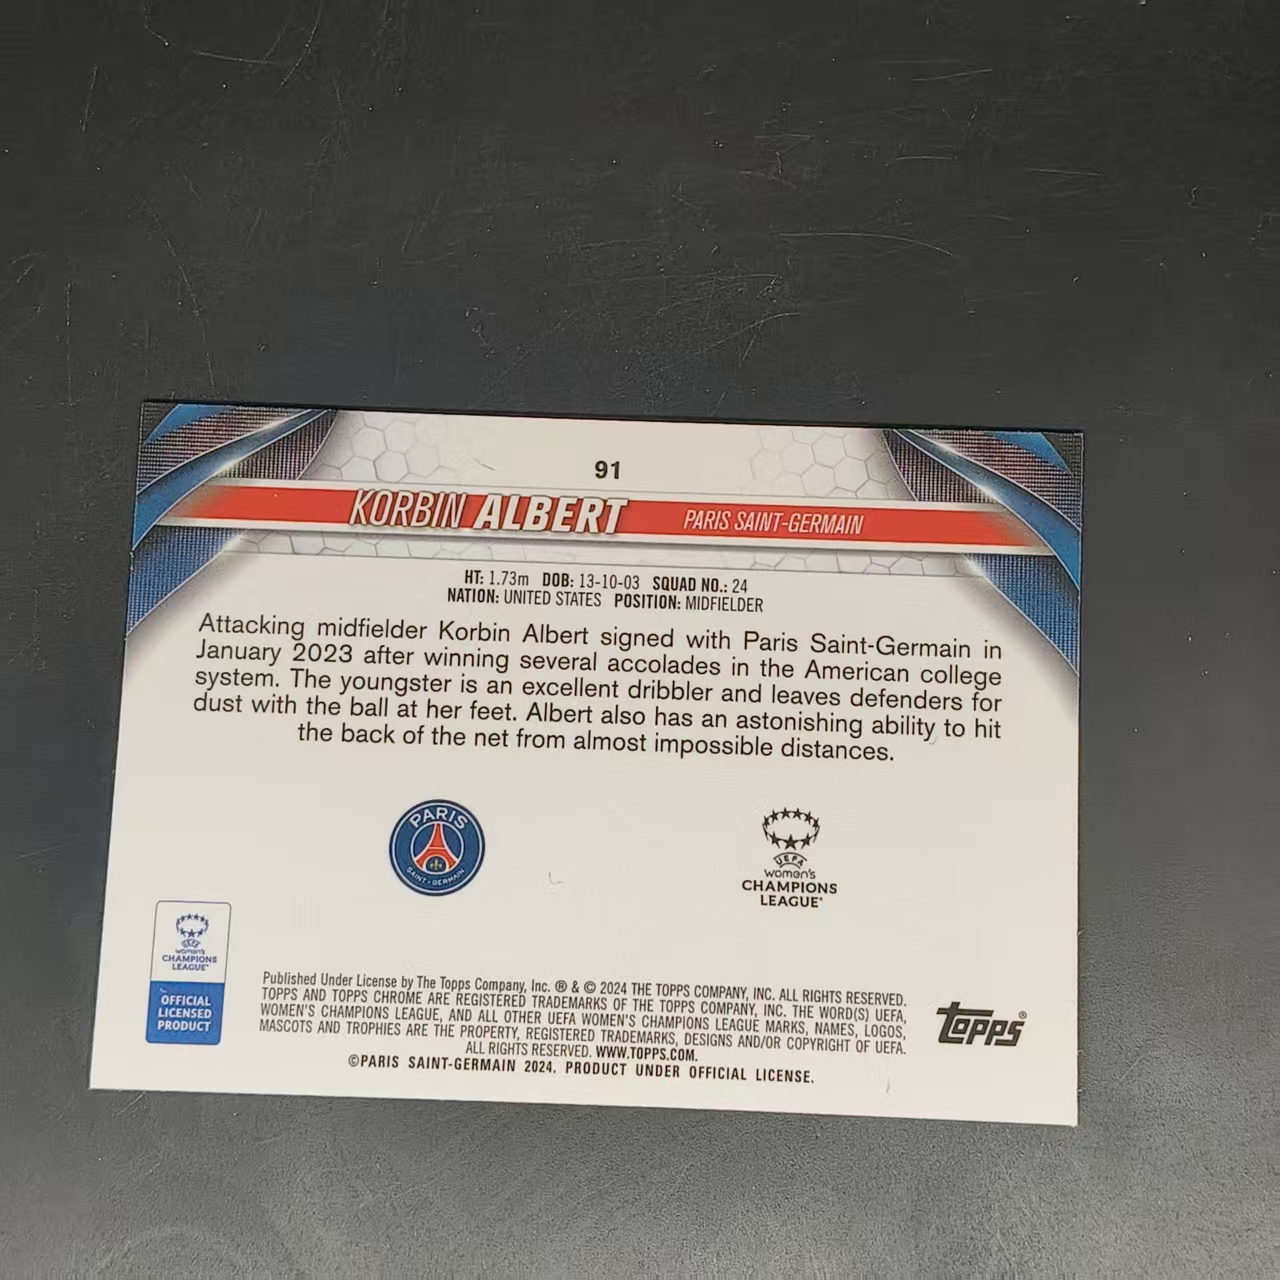 91
KORBIN ALBERT PARIS SAINT-GERMAIN
HT: 1.73m DOB: 13-10-03 SQUAD NO.: 24
NATION: UNITED STATES POSITION: MIDFIELDER
Attacking midfielder Korbin Albert signed with Paris Saint-Germain in
January 2023 after winning several accolades in the American college
system. The youngster is an excellent dribbler and leaves defenders for
dust with the ball at her feet. Albert also has an astonishing ability to hit
the back of the net from almost impossible distances.
PARIS
SAINT-GERMAIN
UEFA
women's
CHAMPIONS
LEAGUE
UEFA
women's
CHAMPIONS
LEAGUE
OFFICIAL
LICENSED
PRODUCT
Published Under License by The Topps Company, Inc. ® & © 2024 THE TOPPS COMPANY, INC. ALL RIGHTS RESERVED.
TOPPS AND TOPPS CHROME ARE REGISTERED TRADEMARKS OF THE TOPPS COMPANY, INC. THE WORD(S) UEFA,
WOMEN'S CHAMPIONS LEAGUE, AND ALL OTHER UEFA WOMEN'S CHAMPIONS LEAGUE MARKS, NAMES, LOGOS,
MASCOTS AND TROPHIES ARE THE PROPERTY, REGISTERED TRADEMARKS, DESIGNS AND/OR COPYRIGHT OF UEFA.
ALL RIGHTS RESERVED. WWW.TOPPS.COM.
©PARIS SAINT-GERMAIN 2024. PRODUCT UNDER OFFICIAL LICENSE.
topps®